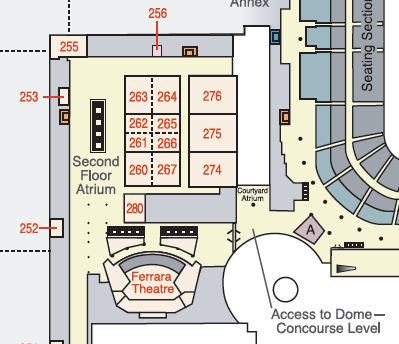 Annex
256
255
Seating Section
253
263
264
276
262
265
275
261
266
260
267
274
Second
Floor
Atrium
280
Courtyard
Atrium
252
A
Ferrara
Theatre
Access to Dome—
Concourse Level